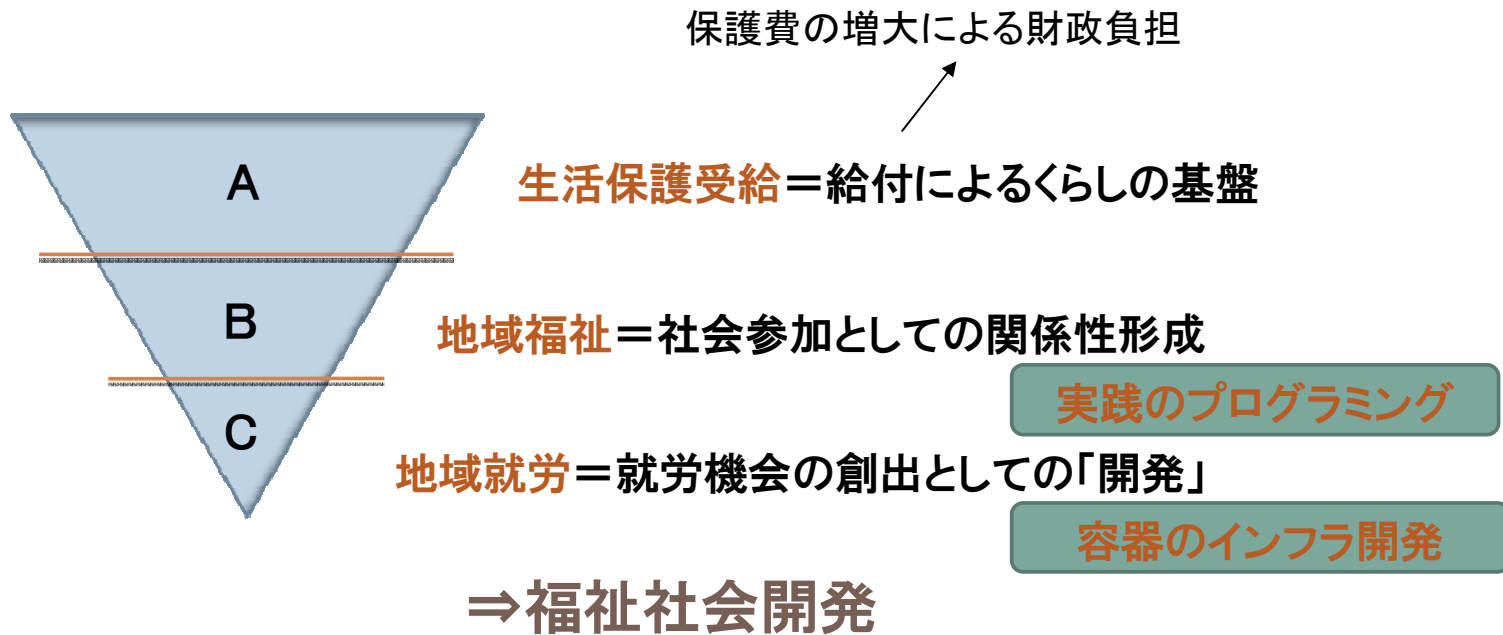 保護費の増大による財政負担
A
生活保護受給＝給付によるくらしの基盤
B
地域福祉＝社会参加としての関係性形成
実践のプログラミング
C
地域就労＝就労機会の創出としての「開発」
容器のインフラ開発
⇒福祉社会開発